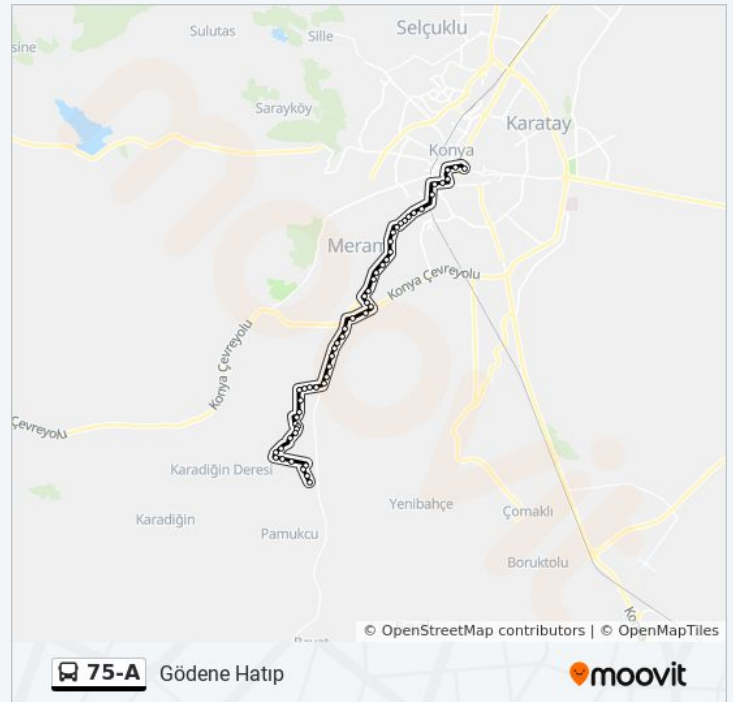 Sulutas
Sille
Selçuklu
sine
Sarayköy
Karatay
Konya
Meram
Konya Çevreyolu
Konya Çevreyolu
Çevreyolu
Karadiğin Deresi
Yenibahçe
Çomaklı
Karadiğin
Pamukcu
Boruktolu
Ko
© OpenStreetMap contributors | © OpenMapTiles
75-A Gödene Hatıp
moovit